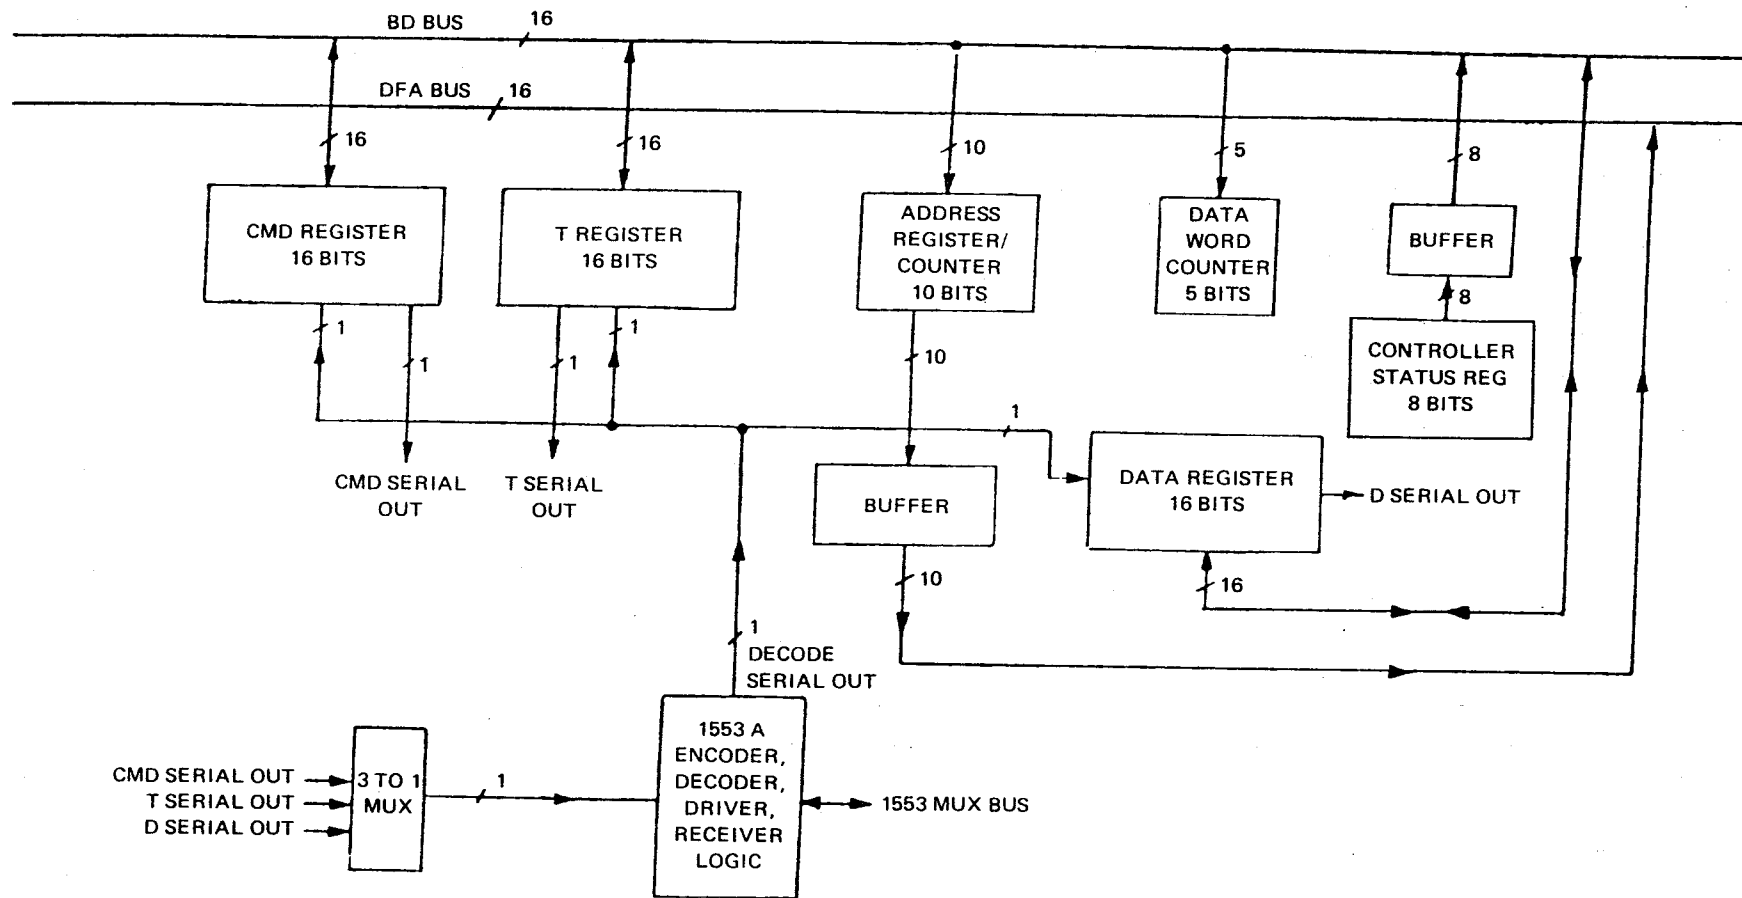 BD BUS
16
DFA BUS
16
16
16
10
5
8
CMD REGISTER
16 BITS
T REGISTER
16 BITS
ADDRESS
REGISTER/
COUNTER
10 BITS
DATA
WORD
COUNTER
5 BITS
BUFFER
8
CONTROLLER
STATUS REG
8 BITS
1
1
1
1
10
1
CMD SERIAL
OUT
T SERIAL
OUT
BUFFER
DATA REGISTER
16 BITS
D SERIAL OUT
10
16
1
DECODE
SERIAL OUT
CMD SERIAL OUT
T SERIAL OUT
D SERIAL OUT
3 TO 1
MUX
1
1553 A
ENCODER,
DECODER,
DRIVER,
RECEIVER
LOGIC
1553 MUX BUS